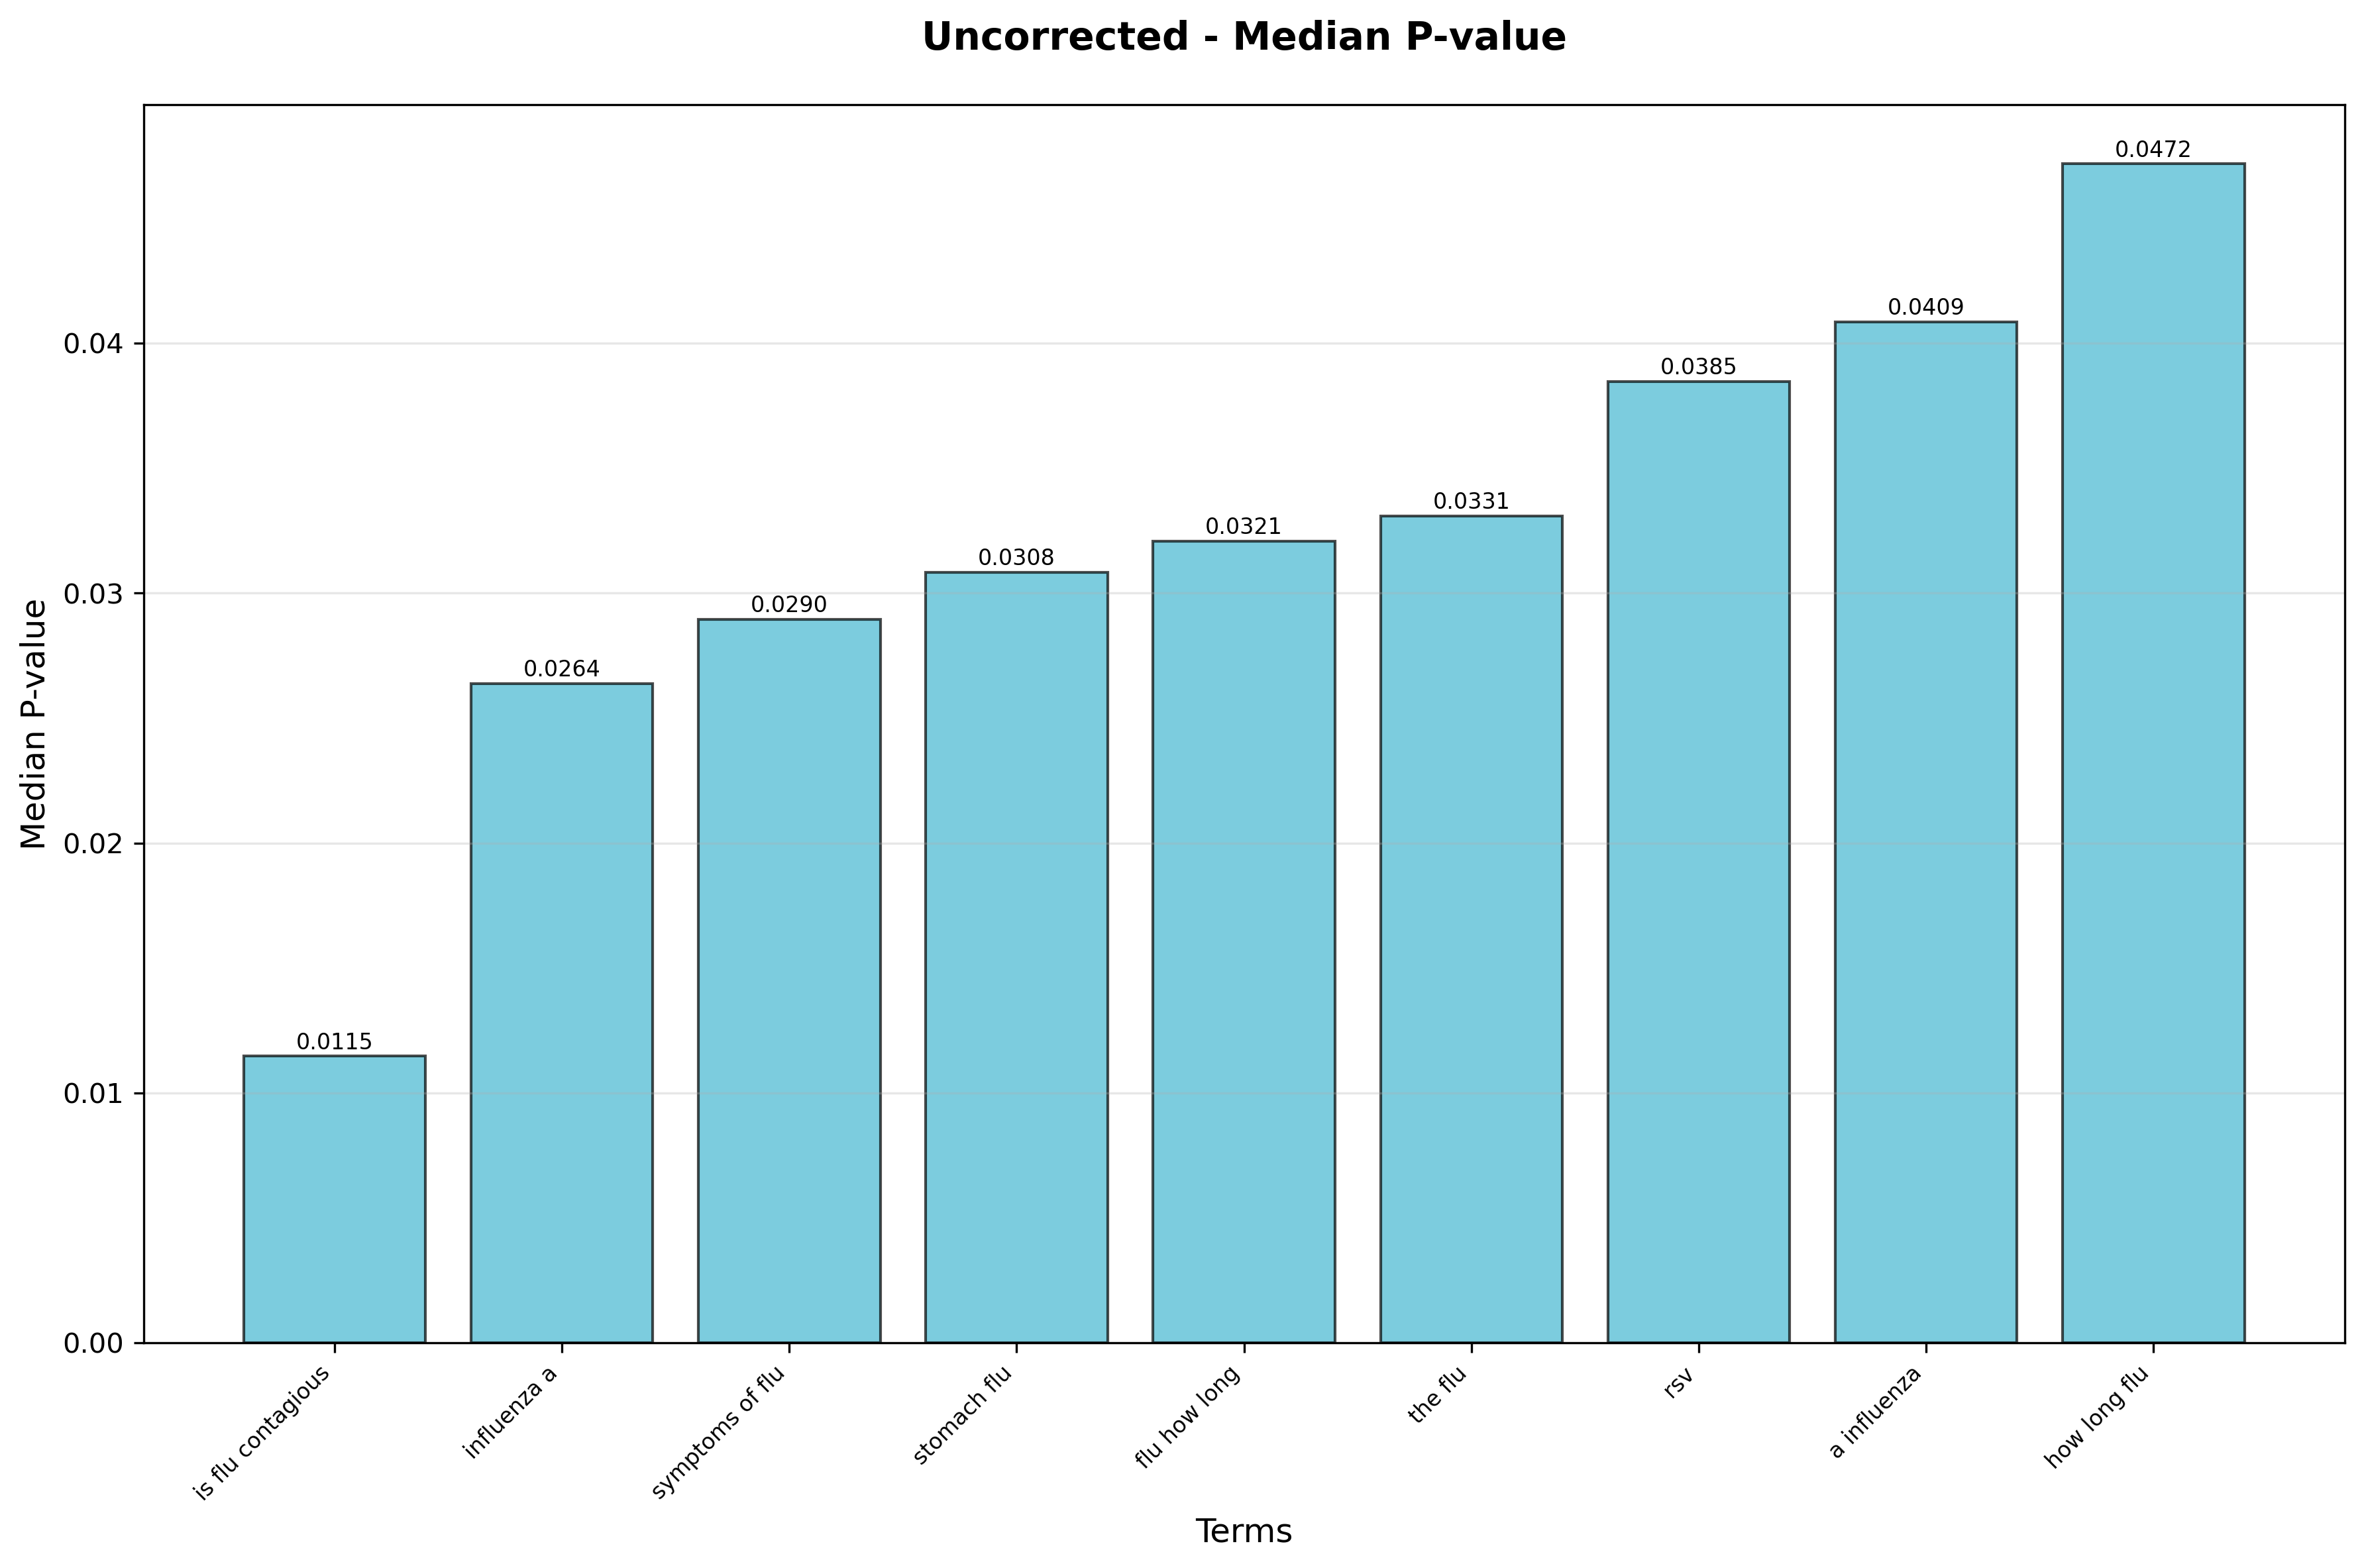 Uncorrected - Median P-value
0.0472
0.0409
0.04
0.0385
0.0331
0.0321
0.0308
0.03
0.0290
0.0264
Median P-value
0.02
0.0115
0.01
0.00
is flu contagious
influenza a
symptoms of flu
stomach flu
flu how long
the flu
rsv
a influenza
how long flu
Terms